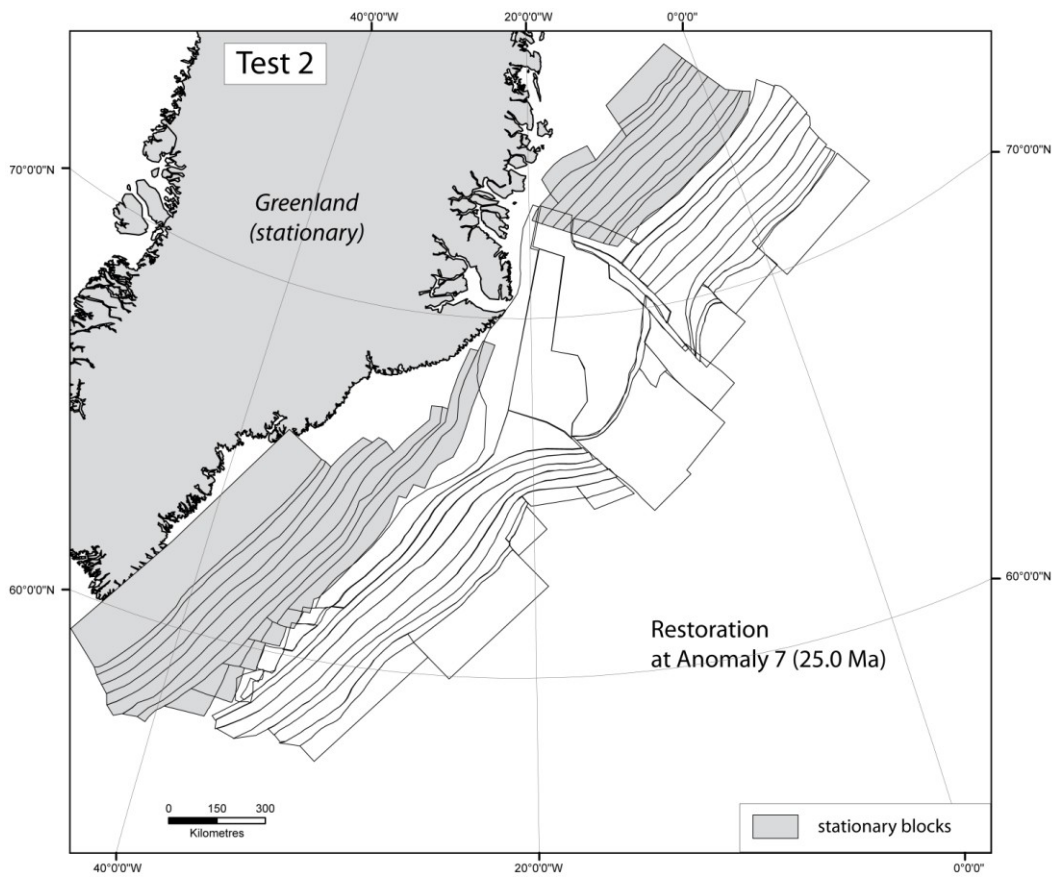 40°0'0"W
20°0'0"W
0°0'0"
Test 2
70°0'0"N
70°0'0"N
Greenland
(stationary)
60°0'0"N
60°0'0"N
Restoration
at Anomaly 7 (25.0 Ma)
0 150 300
Kilometres
stationary blocks
40°0'0"W
20°0'0"W
0°0'0"